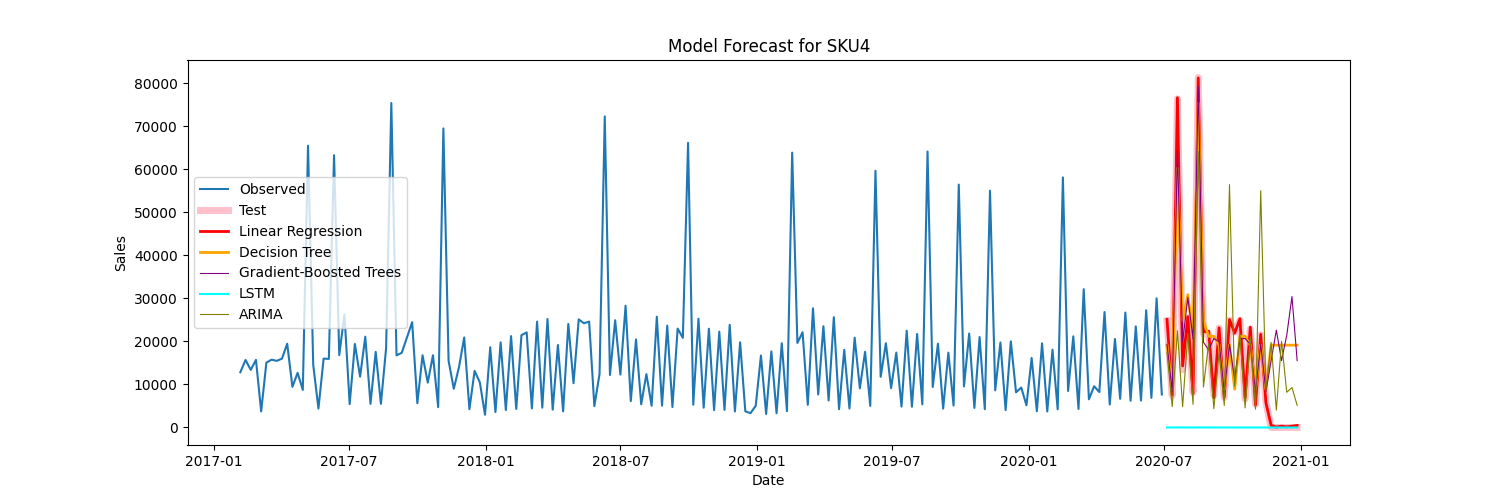 Model Forecast for SKU4
80000
70000
60000
50000
40000
30000
20000
10000
0
Sales
Observed
Test
Linear Regression
Decision Tree
Gradient-Boosted Trees
LSTM
ARIMA
2017-01
2017-07
2018-01
2018-07
2019-01
2019-07
2020-01
2020-07
2021-01
Date